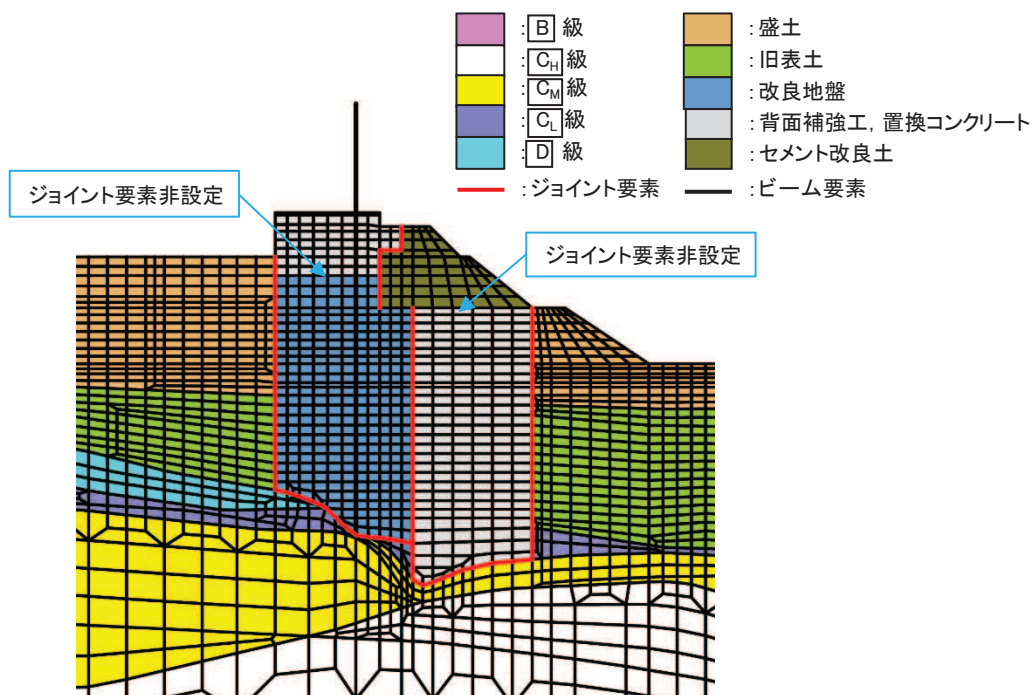 : B 級
: CH 級
: CM 級
: CL 級
: D 級
: ジョイント要素
: 盛土
: 旧表土
: 改良地盤
: 背面補強工, 置換コンクリート
: セメント改良土
: ビーム要素
ジョイント要素非設定
ジョイント要素非設定